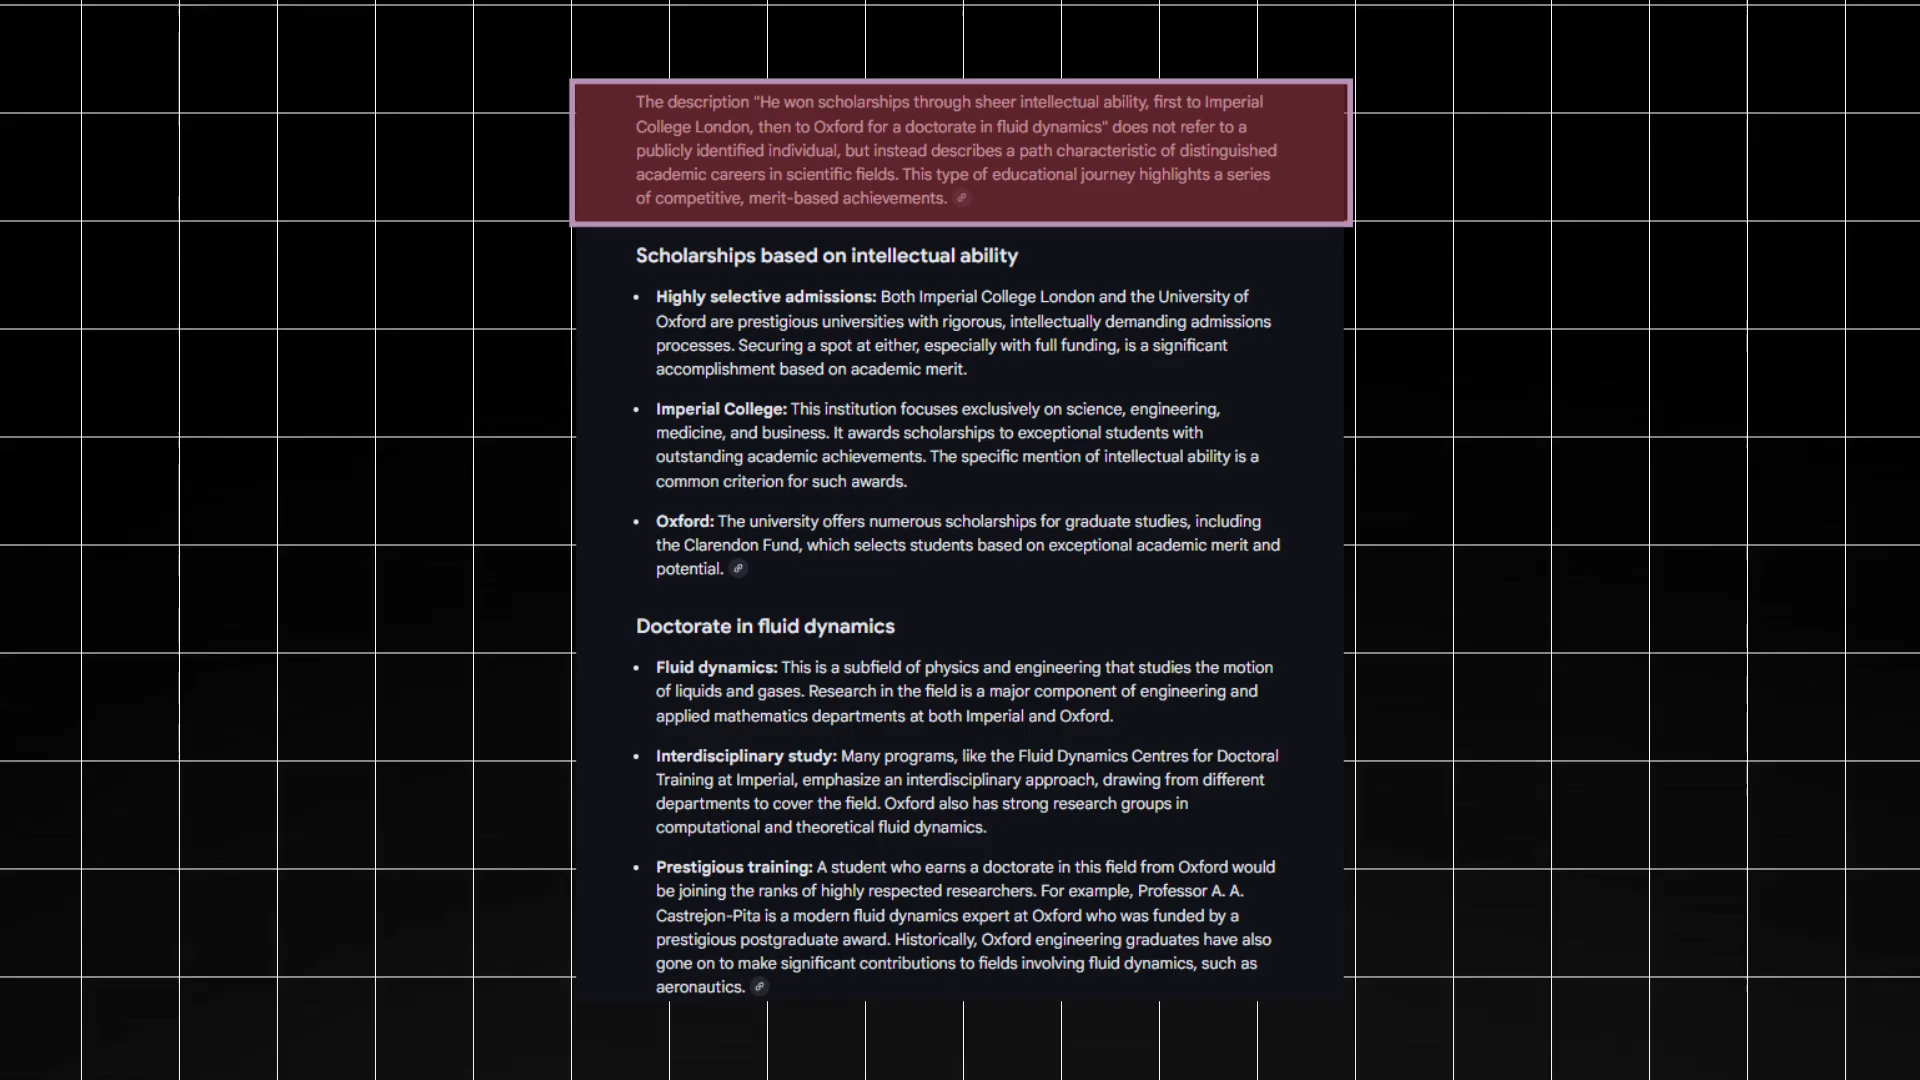 The description "He won scholarships through sheer intellectual ability, first to Imperial
College London, then to Oxford for a doctorate in fluid dynamics" does not refer to a
publicly identified individual, but instead describes a path characteristic of distinguished
academic careers in scientific fields. This type of educational journey highlights a series
of competitive, merit-based achievements.
Scholarships based on intellectual ability
• Highly selective admissions: Both Imperial College London and the University of
Oxford are prestigious universities with rigorous, intellectually demanding admissions
processes. Securing a spot at either, especially with full funding, is a significant
accomplishment based on academic merit.
• Imperial College: This institution focuses exclusively on science, engineering,
medicine, and business. It awards scholarships to exceptional students with
outstanding academic achievements. The specific mention of intellectual ability is a
common criterion for such awards.
• Oxford: The university offers numerous scholarships for graduate studies, including
the Clarendon Fund, which selects students based on exceptional academic merit and
potential.
Doctorate in fluid dynamics
• Fluid dynamics: This is a subfield of physics and engineering that studies the motion
of liquids and gases. Research in the field is a major component of engineering and
applied mathematics departments at both Imperial and Oxford.
• Interdisciplinary study: Many programs, like the Fluid Dynamics Centres for Doctoral
Training at Imperial, emphasize an interdisciplinary approach, drawing from different
departments to cover the field. Oxford also has strong research groups in
computational and theoretical fluid dynamics.
• Prestigious training: A student who earns a doctorate in this field from Oxford would
be joining the ranks of highly respected researchers. For example, Professor A. A.
Castrejon-Pita is a modern fluid dynamics expert at Oxford who was funded by a
prestigious postgraduate award. Historically, Oxford engineering graduates have also
gone on to make significant contributions to fields involving fluid dynamics, such as
aeronautics.